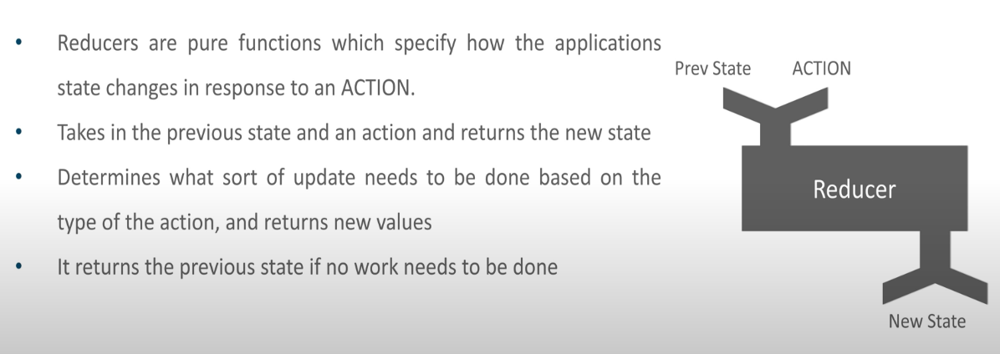 • Reducers are pure functions which specify how the applications
state changes in response to an ACTION.
• Takes in the previous state and an action and returns the new state
• Determines what sort of update needs to be done based on the
type of the action, and returns new values
• It returns the previous state if no work needs to be done
Prev State ACTION
Reducer
New State